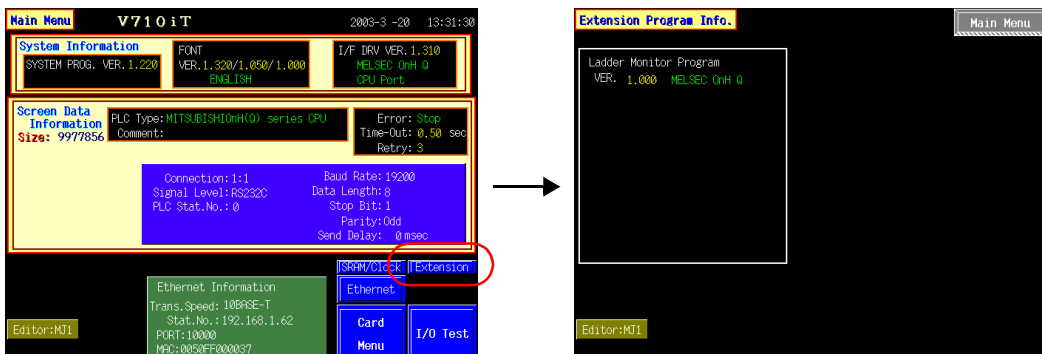 Main Menu
V710iT
2003-3 -20 13:31:30
System Information
SYSTEM PROG. VER.1.220
FONT
VER.1.320/1.050/1.000
ENGLISH
I/F DRV VER.1.310
MELSEC QnH Q
CPU Port
Screen Data
Information
Size: 9977856
PLC Type:MITSUBISHIQnH(Q) series CPU
Comment:
Error: Stop
Time-Out: 0.50 sec
Retry: 3
Connection:1:1
Signal Level:RS232C
PLC Stat.No.:0
Baud Rate:19200
Data Length:8
Stop Bit:1
Parity:Odd
Send Delay: 0msec
SRAM/Clock
Extension
Ethernet Information
Trans.Speed: 10BASE-T
Stat.No.:192.168.1.62
PORT:10000
MAC:0050FF000037
Ethernet
Card
Menu
I/O Test
Editor:MJ1
Extension Program Info.
Main Menu
Ladder Monitor Program
VER. 1.000 MELSEC QnH Q
Editor:MJ1